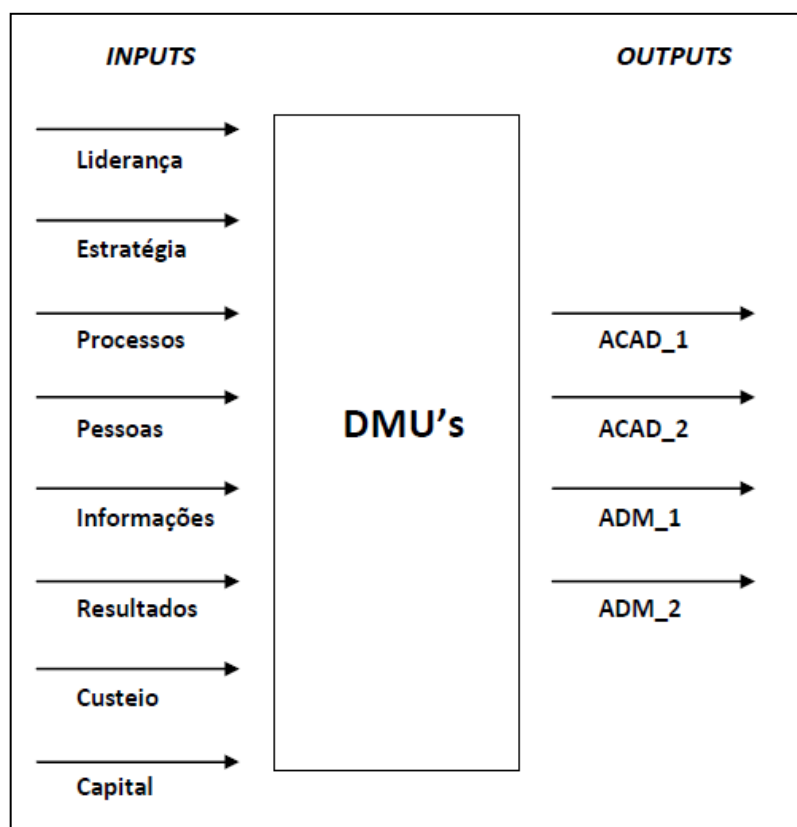 INPUTS
OUTPUTS
Liderança
Estratégia
Processos
Pessoas
Informações
Resultados
Custeio
Capital
DMU's
ACAD_1
ACAD_2
ADM_1
ADM_2